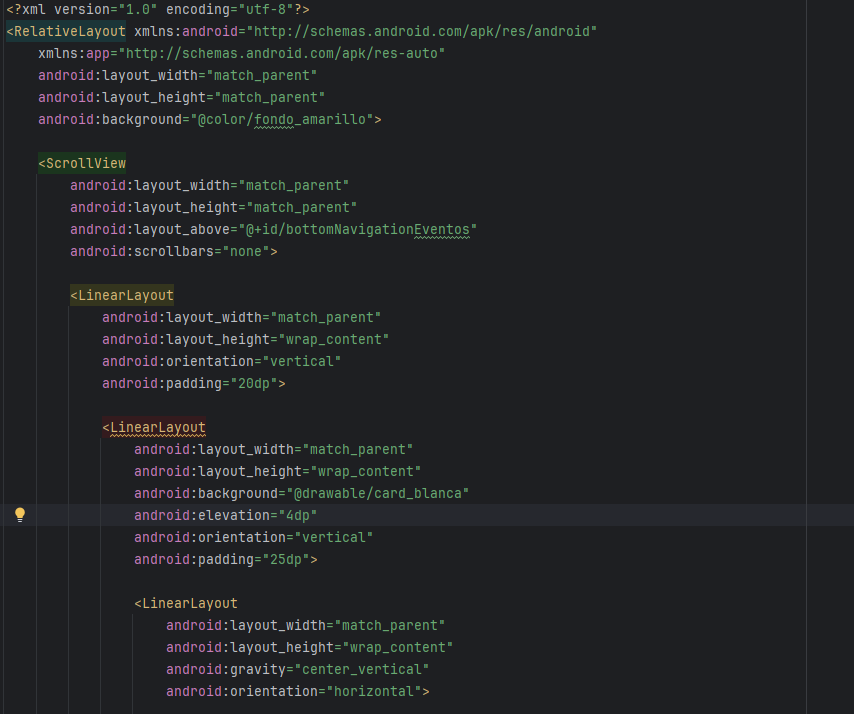 <?xml version="1.0" encoding="utf-8"?>
<RelativeLayout xmlns:android="http://schemas.android.com/apk/res/android"
    xmlns:app="http://schemas.android.com/apk/res-auto"
    android:layout_width="match_parent"
    android:layout_height="match_parent"
    android:background="@color/fondo_amarillo">

    <ScrollView
        android:layout_width="match_parent"
        android:layout_height="match_parent"
        android:layout_above="@+id/bottomNavigationEventos"
        android:scrollbars="none">

        <LinearLayout
            android:layout_width="match_parent"
            android:layout_height="wrap_content"
            android:orientation="vertical"
            android:padding="20dp">

            <LinearLayout
                android:layout_width="match_parent"
                android:layout_height="wrap_content"
                android:background="@drawable/card_blanca"
                android:elevation="4dp"
                android:orientation="vertical"
                android:padding="25dp">

                <LinearLayout
                    android:layout_width="match_parent"
                    android:layout_height="wrap_content"
                    android:gravity="center_vertical"
                    android:orientation="horizontal">